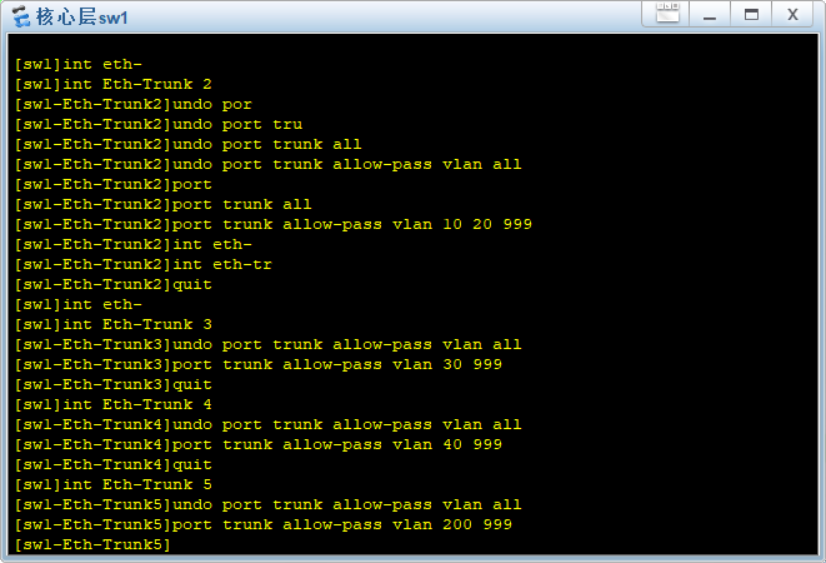 核心层sw1
[sw1]int eth-
[sw1]int Eth-Trunk 2
[sw1-Eth-Trunk2]undo por
[sw1-Eth-Trunk2]undo port tru
[sw1-Eth-Trunk2]undo port trunk all
[sw1-Eth-Trunk2]undo port trunk allow-pass vlan all
[sw1-Eth-Trunk2]port
[sw1-Eth-Trunk2]port trunk all
[sw1-Eth-Trunk2]port trunk allow-pass vlan 10 20 999
[sw1-Eth-Trunk2]int eth-
[sw1-Eth-Trunk2]int eth-tr
[sw1-Eth-Trunk2]quit
[sw1]int eth-
[sw1]int Eth-Trunk 3
[sw1-Eth-Trunk3]undo port trunk allow-pass vlan all
[sw1-Eth-Trunk3]port trunk allow-pass vlan 30 999
[sw1-Eth-Trunk3]quit
[sw1]int Eth-Trunk 4
[sw1-Eth-Trunk4]undo port trunk allow-pass vlan all
[sw1-Eth-Trunk4]port trunk allow-pass vlan 40 999
[sw1-Eth-Trunk4]quit
[sw1]int Eth-Trunk 5
[sw1-Eth-Trunk5]undo port trunk allow-pass vlan all
[sw1-Eth-Trunk5]port trunk allow-pass vlan 200 999
[sw1-Eth-Trunk5]